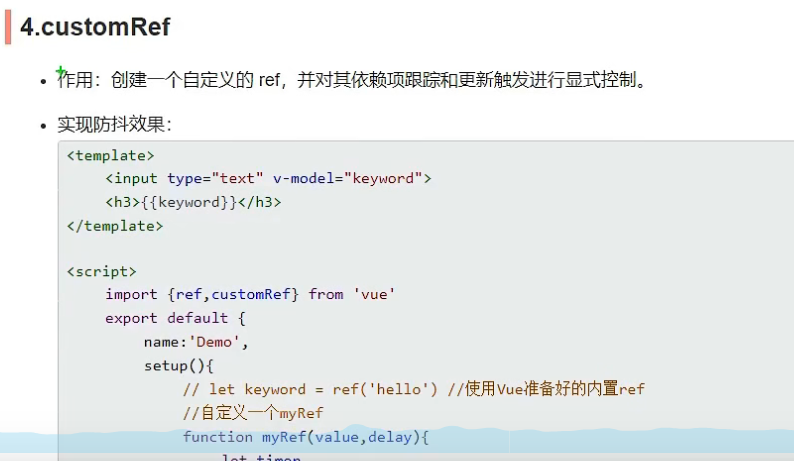 4.customRef
作用：创建一个自定义的 ref，并对其依赖项跟踪和更新触发进行显式控制。
实现防抖效果：
<template>
<input type="text" v-model="keyword">
<h3>{{keyword}}</h3>
</template>
<script>
import {ref,customRef} from 'vue'
export default {
name:'Demo',
setup(){
// let keyword = ref('hello') //使用Vue准备好的内置ref
//自定义一个myRef
function myRef(value,delay){
let timer